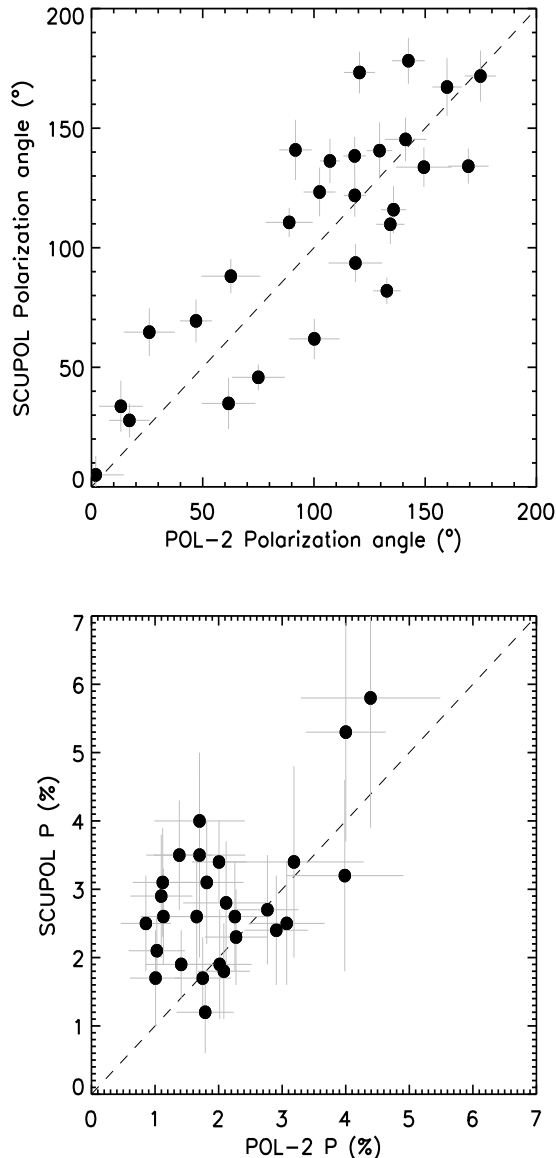 200
150
100
50
0
SCUPOL Polarization angle (°)
0 50 100 150 200
POL-2 Polarization angle (°)
7
6
5
4
3
2
1
0
SCUPOL P (%)
0 1 2 3 4 5 6 7
POL-2 P (%)